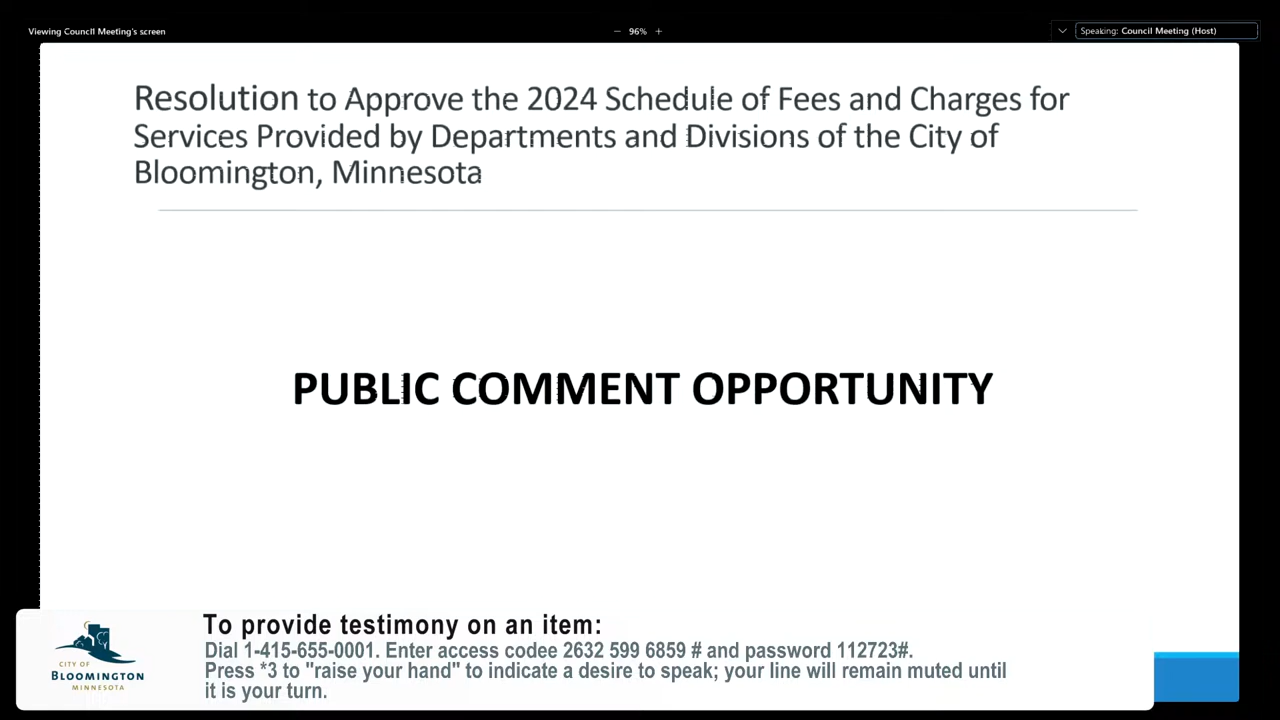 Viewing Council Meeting's screen
− 96% +
Speaking: Council Meeting (Host)
Resolution to Approve the 2024 Schedule of Fees and Charges for
Services Provided by Departments and Divisions of the City of
Bloomington, Minnesota
PUBLIC COMMENT OPPORTUNITY
CITY OF
BLOOMINGTON
MINNESOTA
To provide testimony on an item:
Dial 1-415-655-0001. Enter access codee 2632 599 6859 # and password 112723#.
Press *3 to "raise your hand" to indicate a desire to speak; your line will remain muted until
it is your turn.